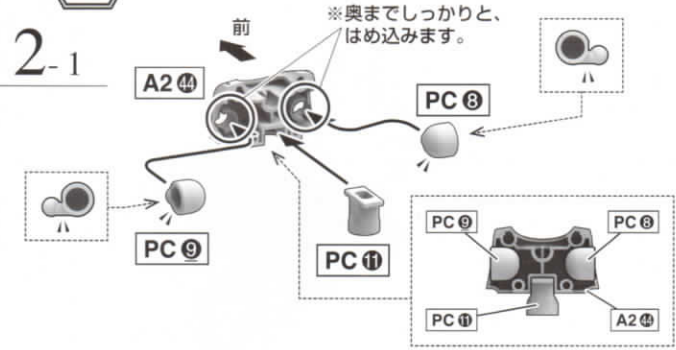 2-1
前
※奥までしっかりと、
はめ込みます。
A2 ㊹
PC ❽
PC ❾
PC ⓫
PC ❾
PC ❽
PC ⓫
A2 ㊹